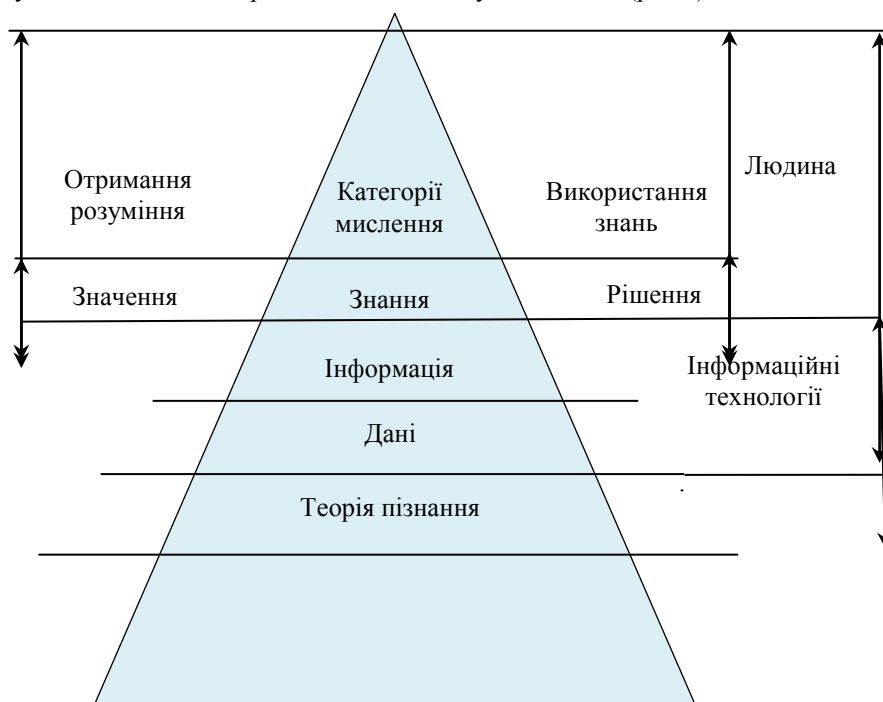 Людина
Отримання
розуміння
Категорії
мислення
Використання
знань
Значення
Знання
Рішення
Інформація
Інформаційні
технології
Дані
Теорія пізнання